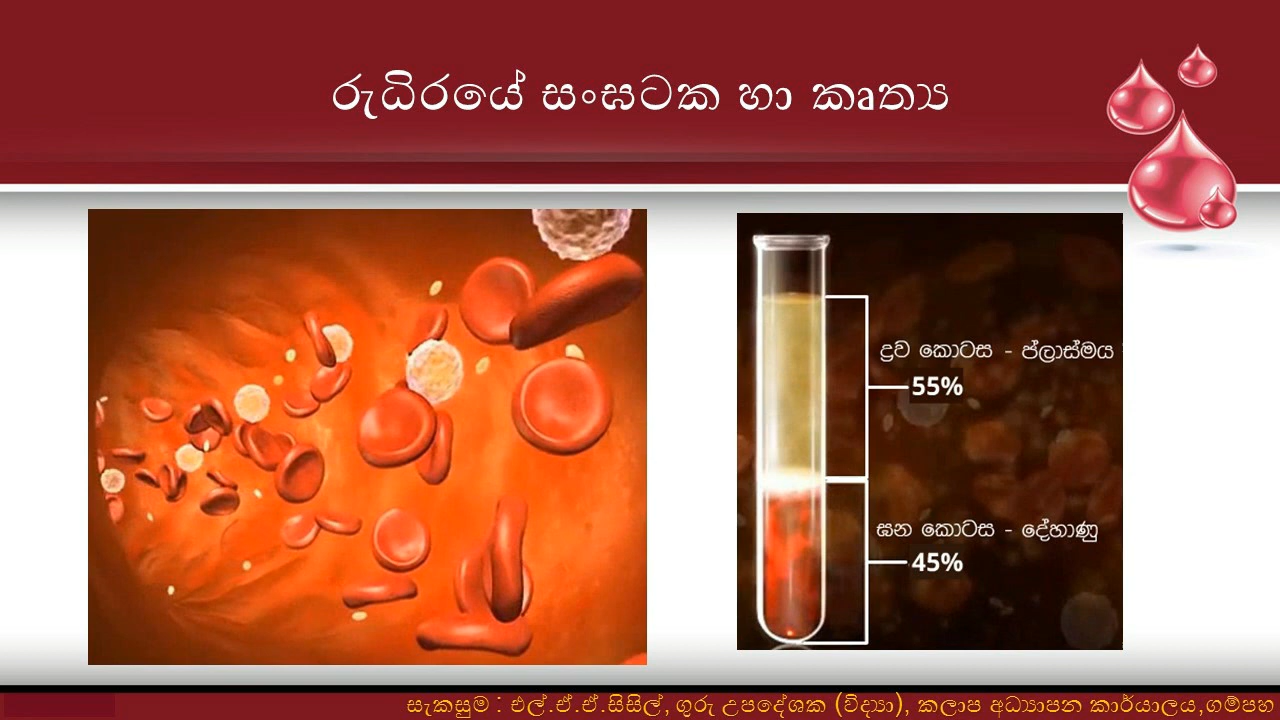 රුධිරයේ සංඝටක හා කෘත්‍ය
ද්‍රව කොටස - ප්ලාස්මය
55%
ඝන කොටස - දේහාණු
45%
සැකසුම : එල්.ඒ.ඒ.සිසිල්, ගුරු උපදේශක (විද්‍යා), කලාප අධ්‍යාපන කාර්යාලය,ගම්පහ